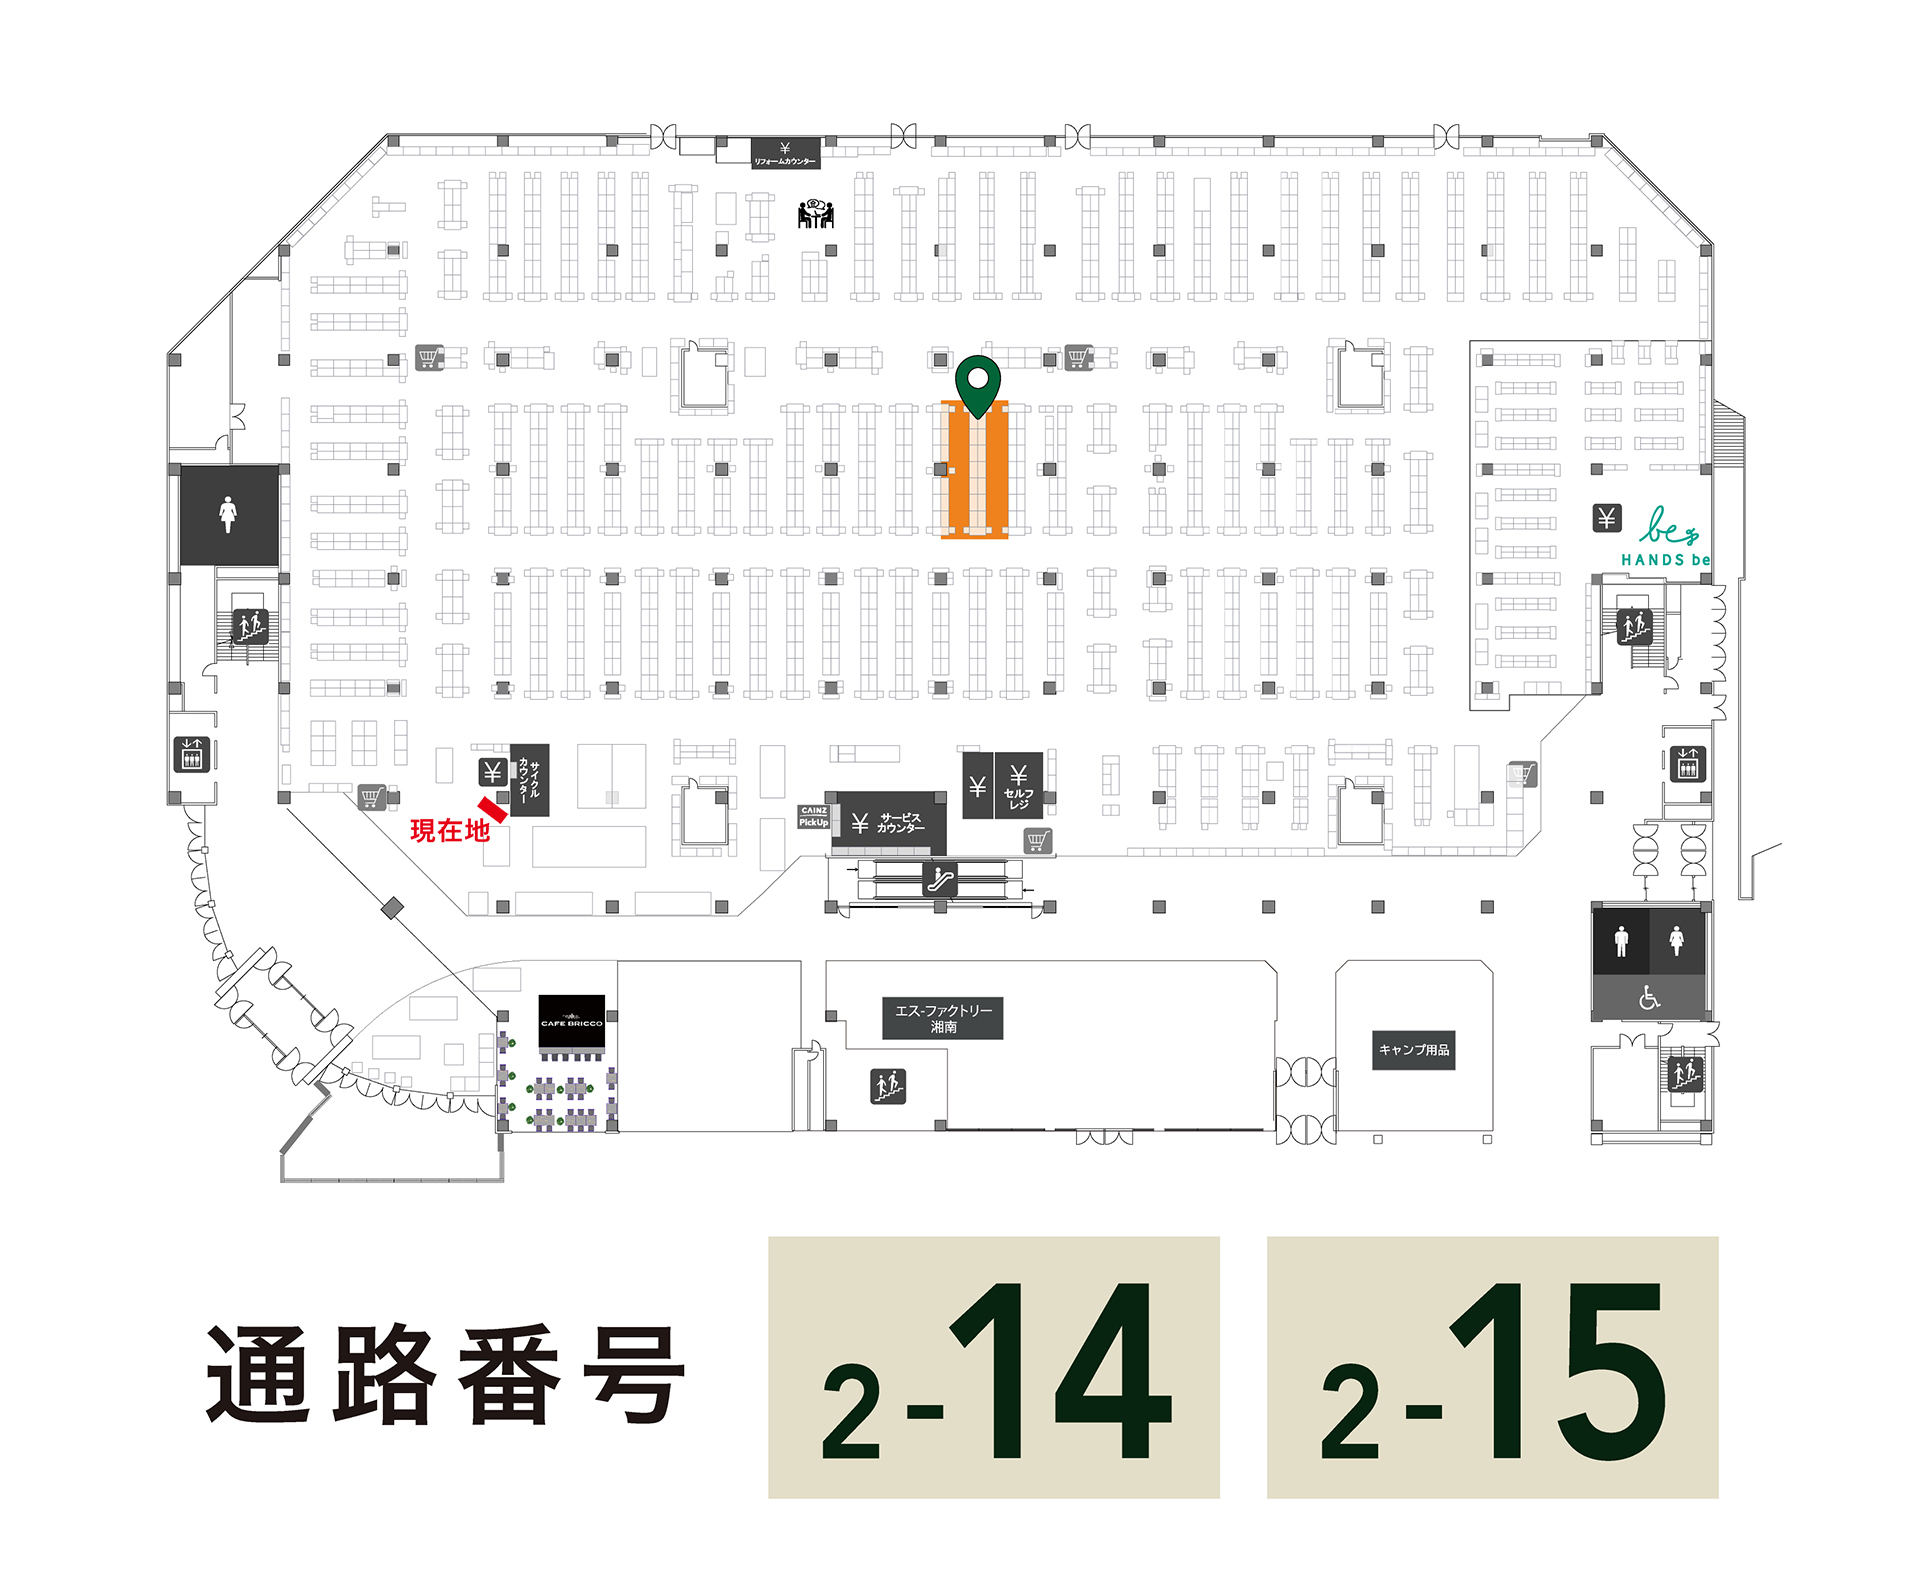 ¥
リフォームカウンター
¥
be
HANDS be
¥
サイクル
カウンター
現在地
CAINZ
PickUp
¥
サービス
カウンター
¥
¥
セルフ
レジ
CAFE BRICCO
エス-ファクトリー
湘南
キャンプ用品
通路番号
2-14
2-15